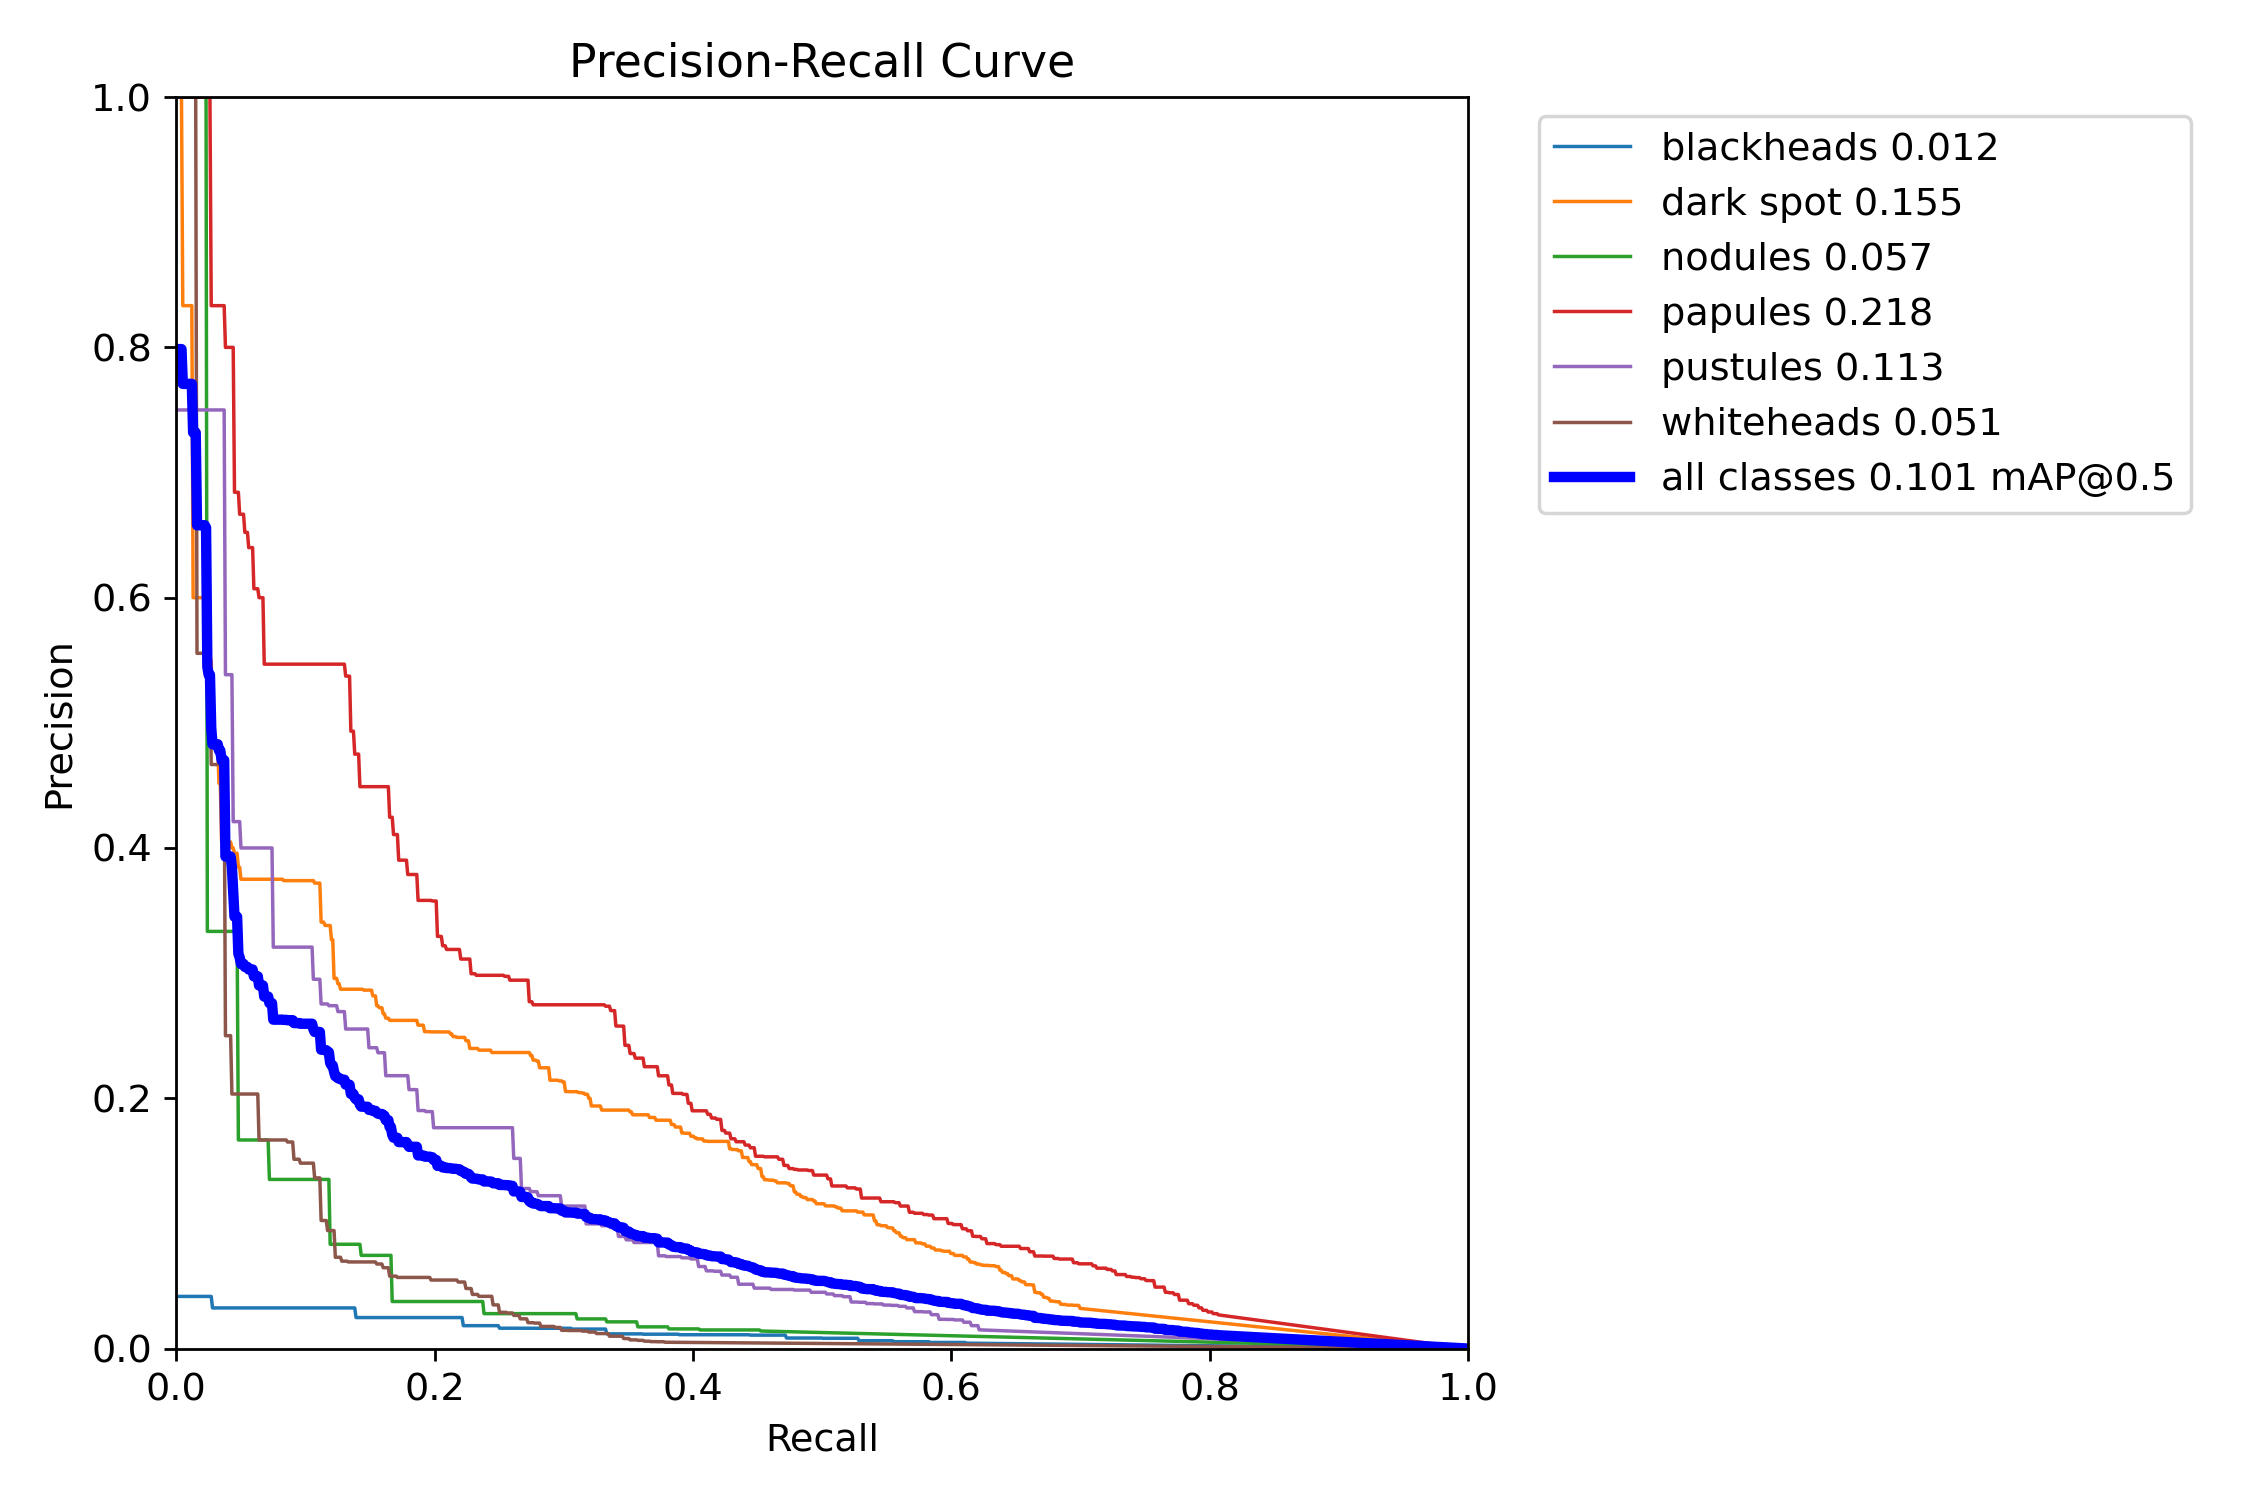 Precision-Recall Curve
1.0
0.8
0.6
0.4
0.2
0.0
Precision
0.0 0.2 0.4 0.6 0.8 1.0
Recall
blackheads 0.012
dark spot 0.155
nodules 0.057
papules 0.218
pustules 0.113
whiteheads 0.051
all classes 0.101 mAP@0.5